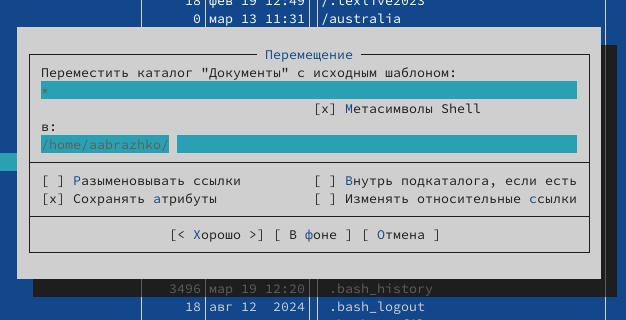 18 фев 19 12:49 /.texlive2023
0 мар 13 11:31 /australia
Перемещение
Переместить каталог "Документы" с исходным шаблоном:
*
[x] Метасимволы Shell
в:
/home/aabrazhko/
[ ] Разыменовывать ссылки [ ] Внутрь подкаталога, если есть
[x] Сохранять атрибуты [ ] Изменять относительные ссылки
[< Хорошо >] [ В фоне ] [ Отмена ]
3496 мар 19 12:20 .bash_history
18 авг 12 2024 .bash_logout